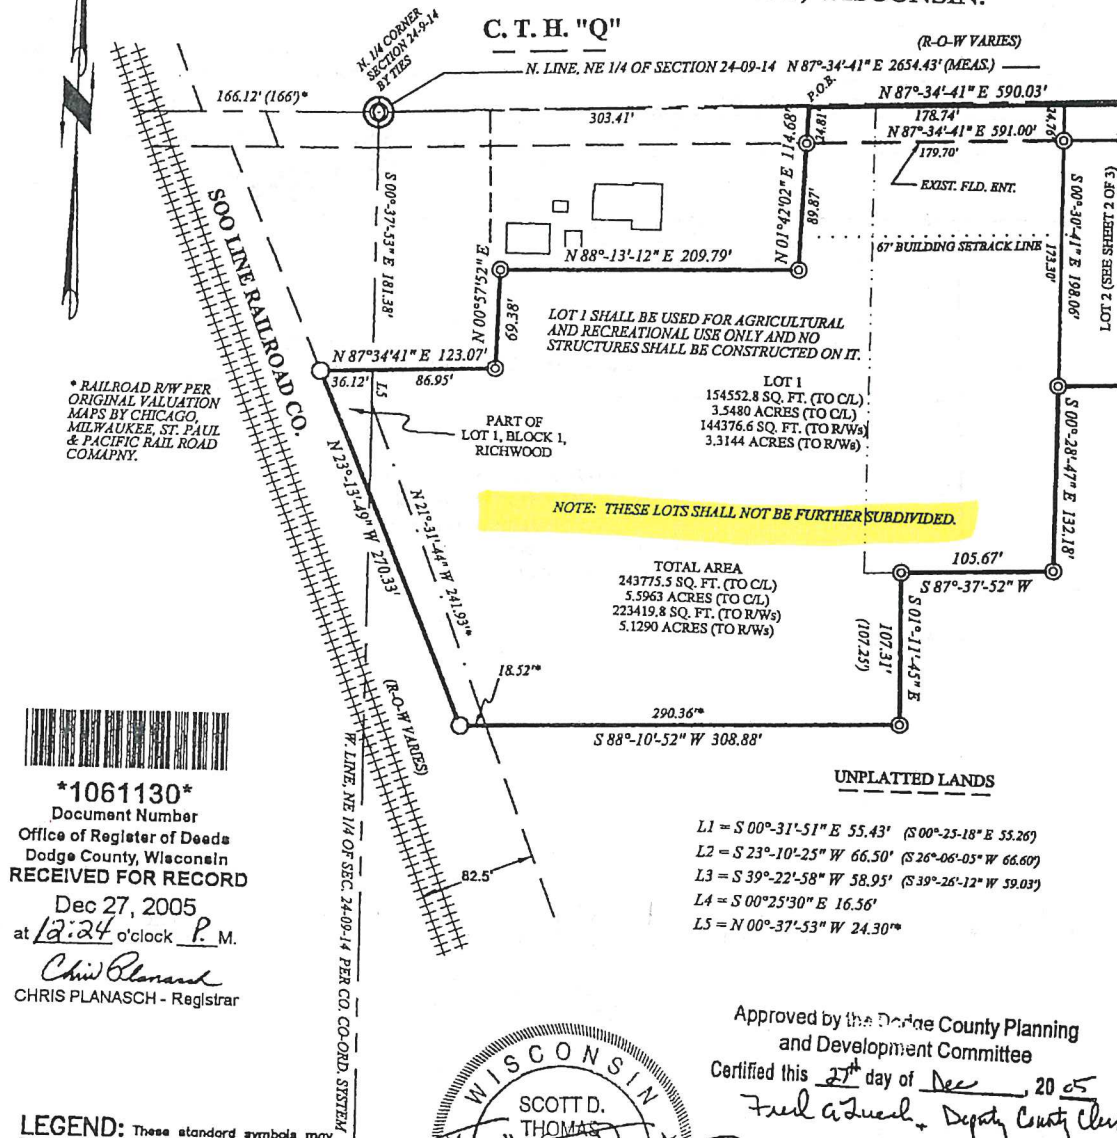 WISCONSIN.
C. T. H. "Q"
(R-O-W VARIES)
N. 1/4 CORNER
SECTION 24-9-14
BY TIES
N. LINE, NE 1/4 OF SECTION 24-09-14 N 87°-34'-41" E 2654.43' (MEAS.)
P.O.B.
N 87°-34'-41" E 590.03'
166.12' (166')*
303.41'
178.74'
24.81'
24.76
N 87°-34'-41" E 591.00'
179.70'
EXIST. FLD. ENT.
N 01°42'02" E 114.68'
89.87'
S 00°-37'-53" E 181.38'
SOO LINE RAILROAD CO.
67' BUILDING SETBACK LINE
S 00°-30'-41" E 198.06'
173.30'
LOT 2 (SEE SHEET 2 OF 3)
N 88°-13'-12" E 209.79'
N 00°57'52" E
69.38'
LOT 1 SHALL BE USED FOR AGRICULTURAL
AND RECREATIONAL USE ONLY AND NO
STRUCTURES SHALL BE CONSTRUCTED ON IT.
N 87°34'41" E 123.07'
36.12'
86.95'
L5
* RAILROAD R/W PER
ORIGINAL VALUATION
MAPS BY CHICAGO,
MILWAUKEE, ST. PAUL
& PACIFIC RAIL ROAD
COMAPNY.
PART OF
LOT 1, BLOCK 1,
RICHWOOD
LOT 1
154552.8 SQ. FT. (TO C/L)
3.5480 ACRES (TO C/L)
144376.6 SQ. FT. (TO R/Ws)
3.3144 ACRES (TO R/Ws)
N 23°-13'-49" W 270.33'
N 21°-31'-44" W 241.93'*
S 00°-28'-47" E 132.18'
NOTE: THESE LOTS SHALL NOT BE FURTHER SUBDIVIDED.
TOTAL AREA
243775.5 SQ. FT. (TO C/L)
5.5963 ACRES (TO C/L)
223419.8 SQ. FT. (TO R/Ws)
5.1290 ACRES (TO R/Ws)
105.67'
S 87°-37'-52" W
S 01°-11'-45" E
107.31'
(107.25')
18.52'*
290.36'*
S 88°-10'-52" W 308.88'
(R-O-W VARIES)
W. LINE, NE 1/4 OF SEC. 24-09-14 PER CO. CO-ORD. SYSTEM
82.5'
UNPLATTED LANDS
L1 = S 00°-31'-51" E 55.43' (S 00°-25-18" E 55.26')
L2 = S 23°-10'-25" W 66.50' (S 26°-06'-05" W 66.60')
L3 = S 39°-22'-58" W 58.95' (S 39°-26'-12" W 59.03')
L4 = S 00°25'30" E 16.56'
L5 = N 00°-37'-53" W 24.30'*
*1061130*
Document Number
Office of Register of Deeds
Dodge County, Wisconsin
RECEIVED FOR RECORD
Dec 27, 2005
at 12:24 o'clock P. M.
Chris Planasch
CHRIS PLANASCH - Registrar
Approved by the Dodge County Planning
and Development Committee
Certified this 27th day of Dec, 2005
Deputy County
WISCONSIN
SCOTT D.
THOMAS
LEGEND: These standard symbols may